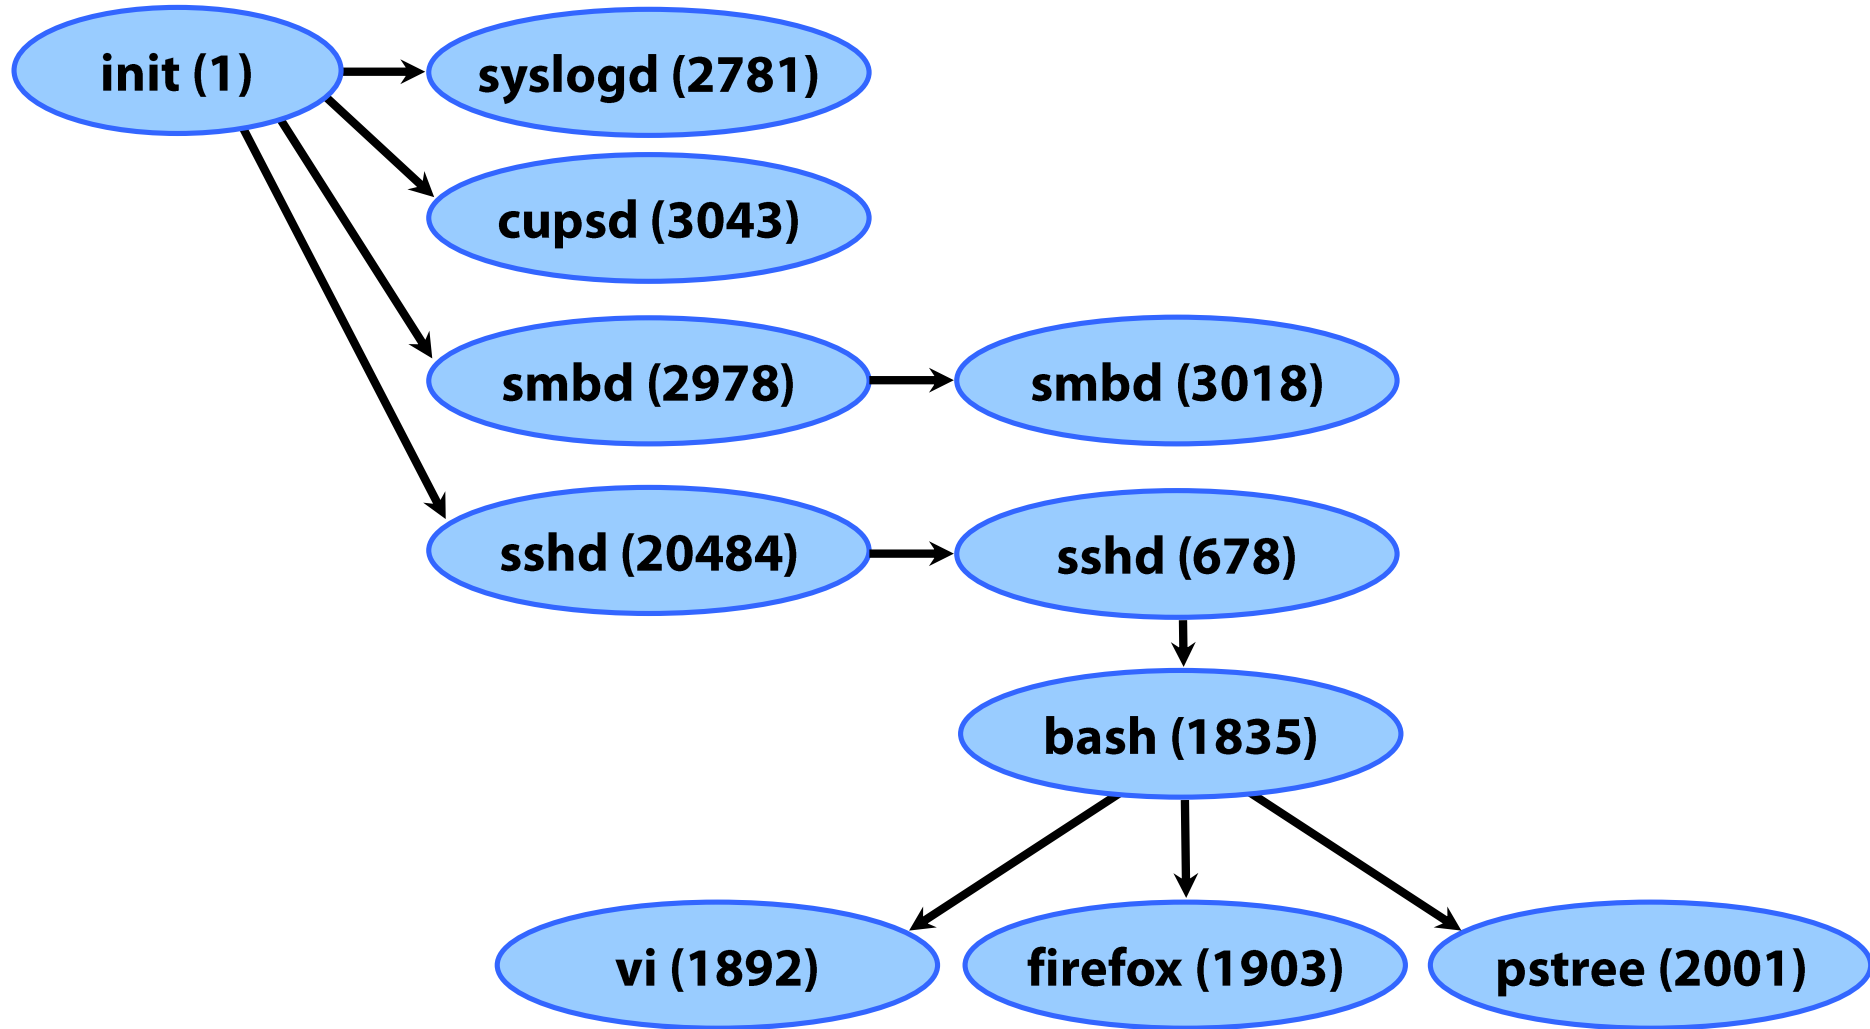 init (1)
syslogd (2781)
cupsd (3043)
smbd (2978)
smbd (3018)
sshd (20484)
sshd (678)
bash (1835)
vi (1892)
firefox (1903)
pstree (2001)